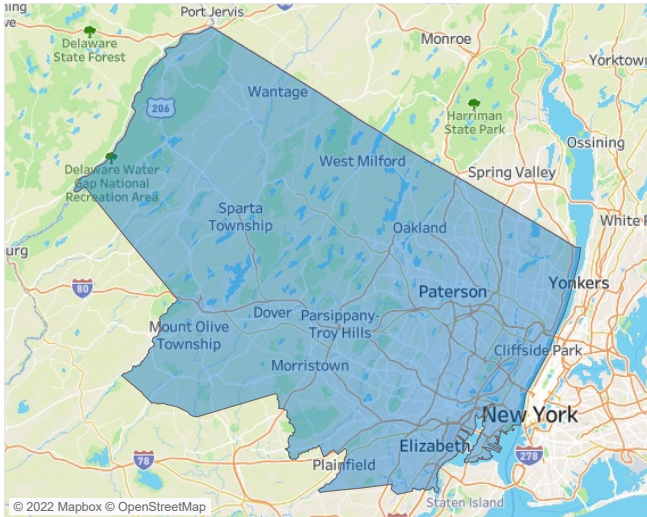 Port Jervis
ning
ve
Delaware
State Forest
Monroe
Yorktown
Wantage
206
Harriman
State Park
Ossining
West Milford
Delaware Water
Gap National
Recreation Area
Spring Valley
Sparta
Township
White P
Oakland
urg
80
Paterson
Yonkers
Dover
Parsippany-
Troy Hills
Mount Olive
Township
Cliffside Park
Morristown
New York
Elizabeth
78
Plainfield
278
Staten Island
© 2022 Mapbox © OpenStreetMap